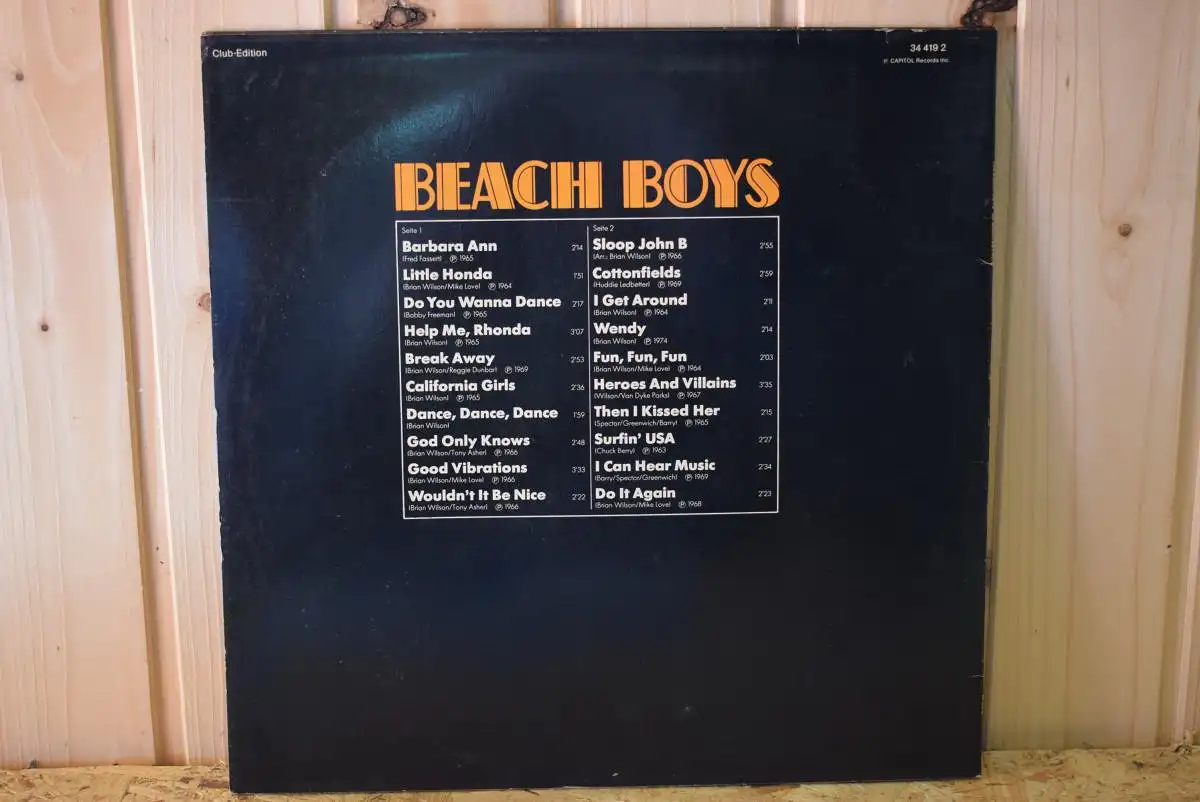 Club-Edition
34 419 2
℗ CAPITOL Records Inc.
BEACH BOYS
Seite 1
Barbara Ann 2'14
(Fred Fassert) ℗ 1965
Little Honda 1'51
(Brian Wilson/Mike Love) ℗ 1964
Do You Wanna Dance 2'17
(Bobby Freeman) ℗ 1965
Help Me, Rhonda 3'07
(Brian Wilson) ℗ 1965
Break Away 2'53
(Brian Wilson/Reggie Dunbar) ℗ 1969
California Girls 2'36
(Brian Wilson) ℗ 1965
Dance, Dance, Dance 1'59
(Brian Wilson)
God Only Knows 2'48
(Brian Wilson/Tony Asher) ℗ 1966
Good Vibrations 3'33
(Brian Wilson/Mike Love) ℗ 1966
Wouldn't It Be Nice 2'22
(Brian Wilson/Tony Asher) ℗ 1966
Seite 2
Sloop John B 2'55
(Arr.: Brian Wilson) ℗ 1966
Cottonfields 2'59
(Huddie Ledbetter) ℗ 1969
I Get Around 2'11
(Brian Wilson) ℗ 1964
Wendy 2'14
(Brian Wilson) ℗ 1974
Fun, Fun, Fun 2'03
(Brian Wilson/Mike Love) ℗ 1964
Heroes And Villains 3'35
(Wilson/Van Dyke Parks) ℗ 1967
Then I Kissed Her 2'15
(Spector/Greenwich/Barry) ℗ 1965
Surfin' USA 2'27
(Chuck Berry) ℗ 1963
I Can Hear Music 2'34
(Barry/Spector/Greenwich) ℗ 1969
Do It Again 2'23
(Brian Wilson/Mike Love) ℗ 1968